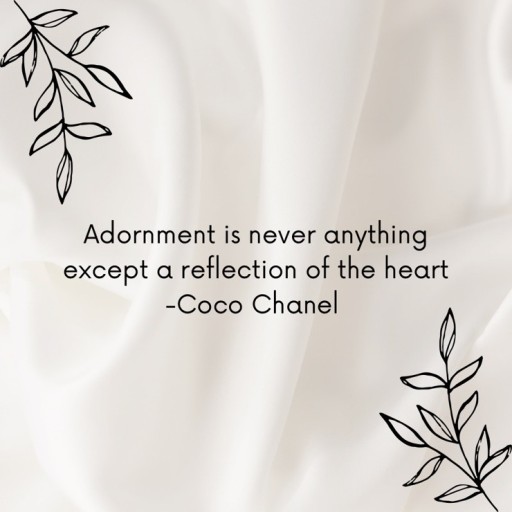 Adornment is never anything
except a reflection of the heart
-Coco Chanel